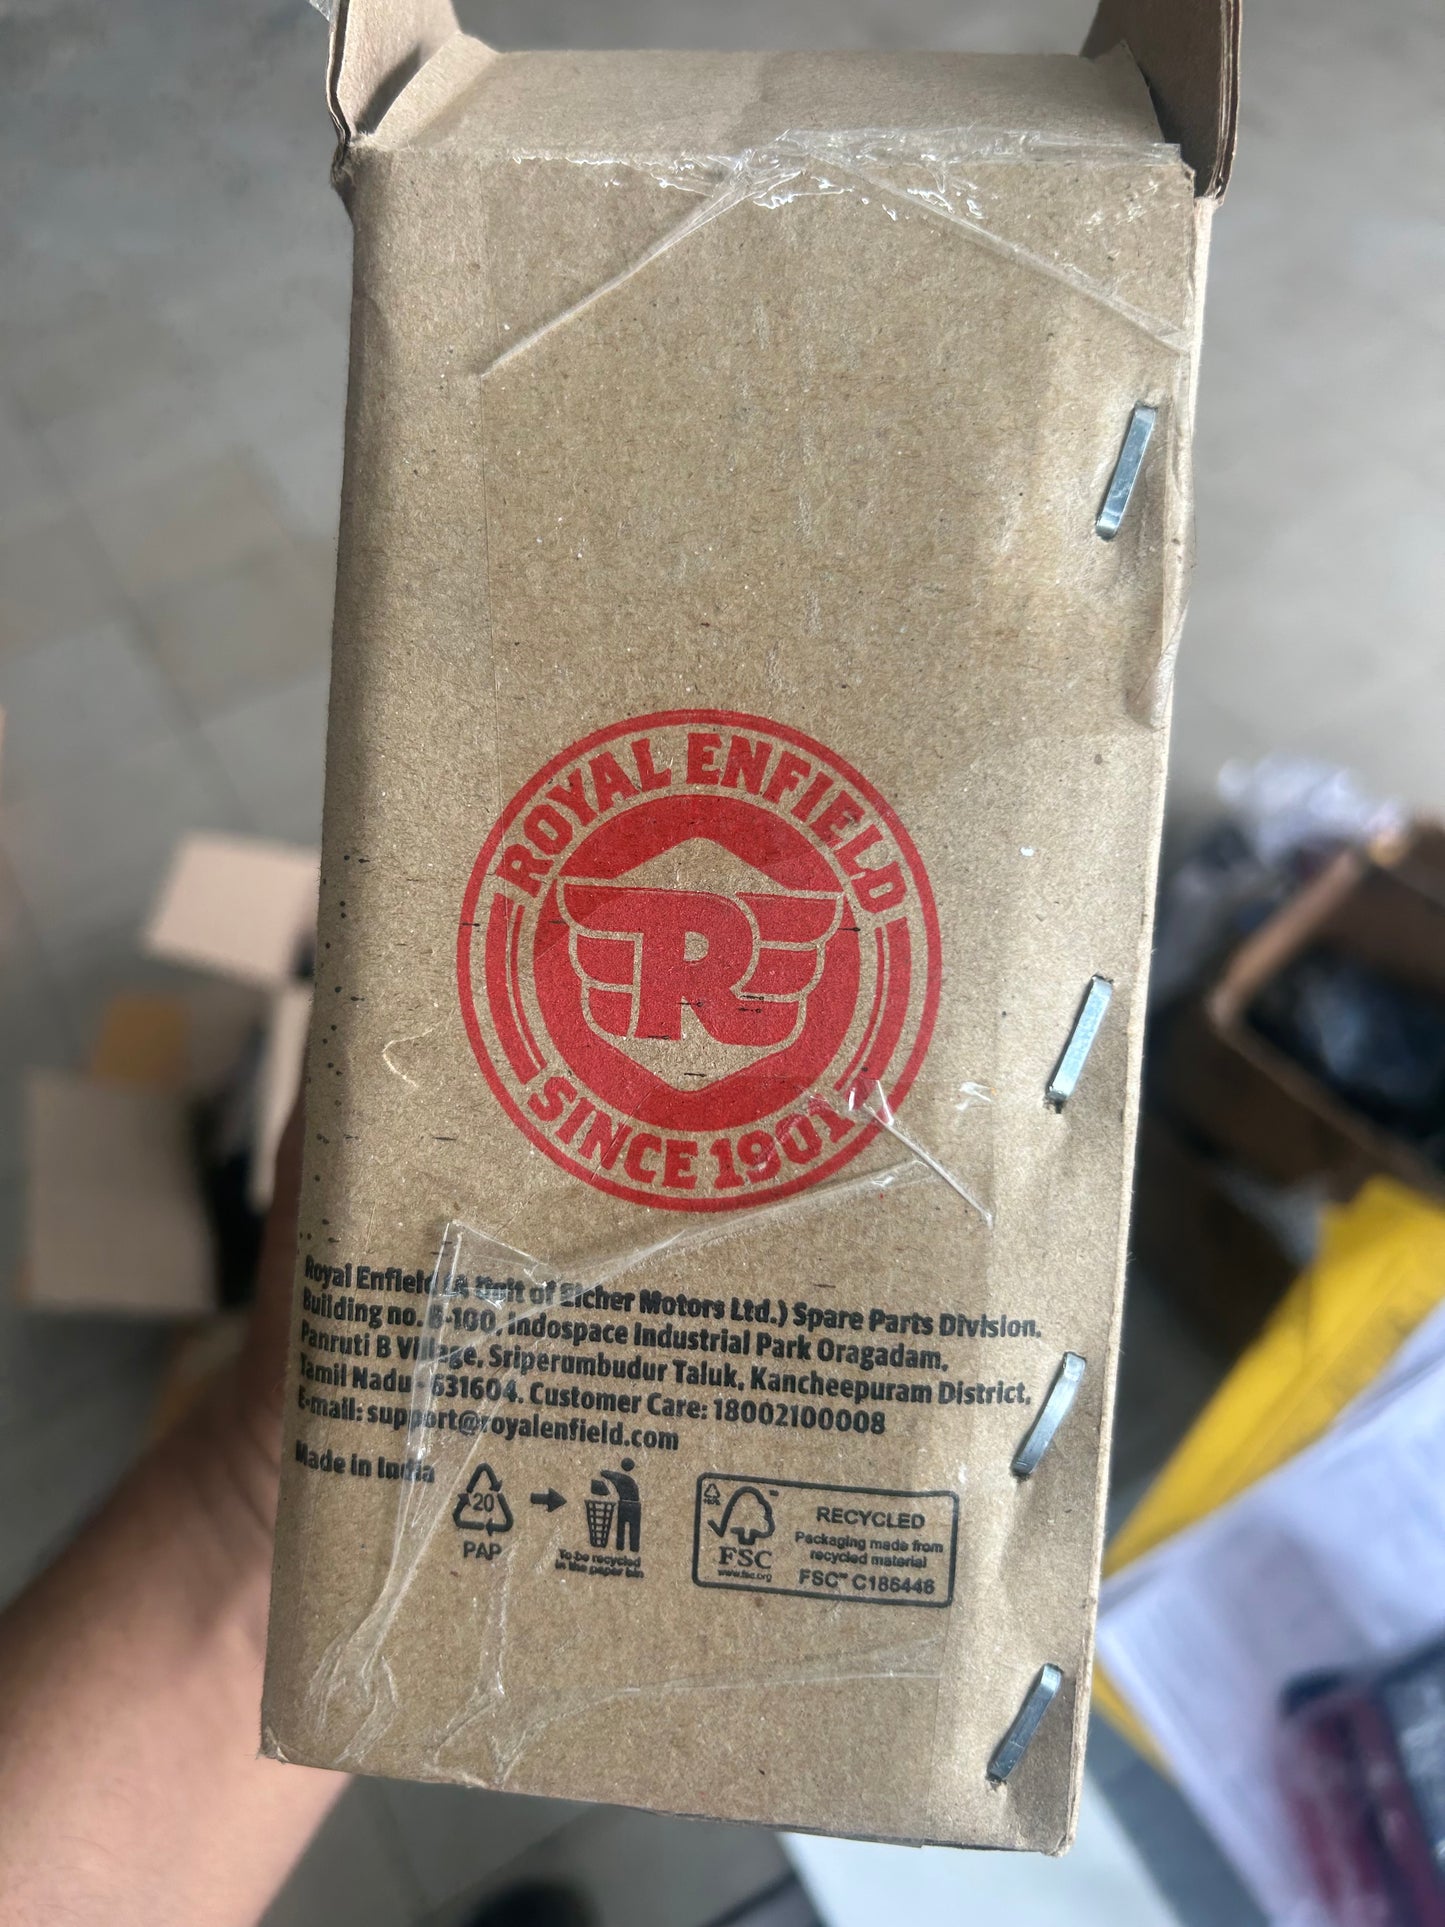 ROYAL ENFIELD
R
SINCE 1901
Royal Enfield (A Unit of Eicher Motors Ltd.) Spare Parts Division.
Building no. B-100, Indospace Industrial Park Oragadam,
Panruti B Village, Sriperumbudur Taluk, Kancheepuram District,
Tamil Nadu - 631604. Customer Care: 18002100008
E-mail: support@royalenfield.com
Made in India
20
PAP
To be recycled
in the paper bin
FSC
www.fsc.org
RECYCLED
Packaging made from
recycled material
FSC™ C185446